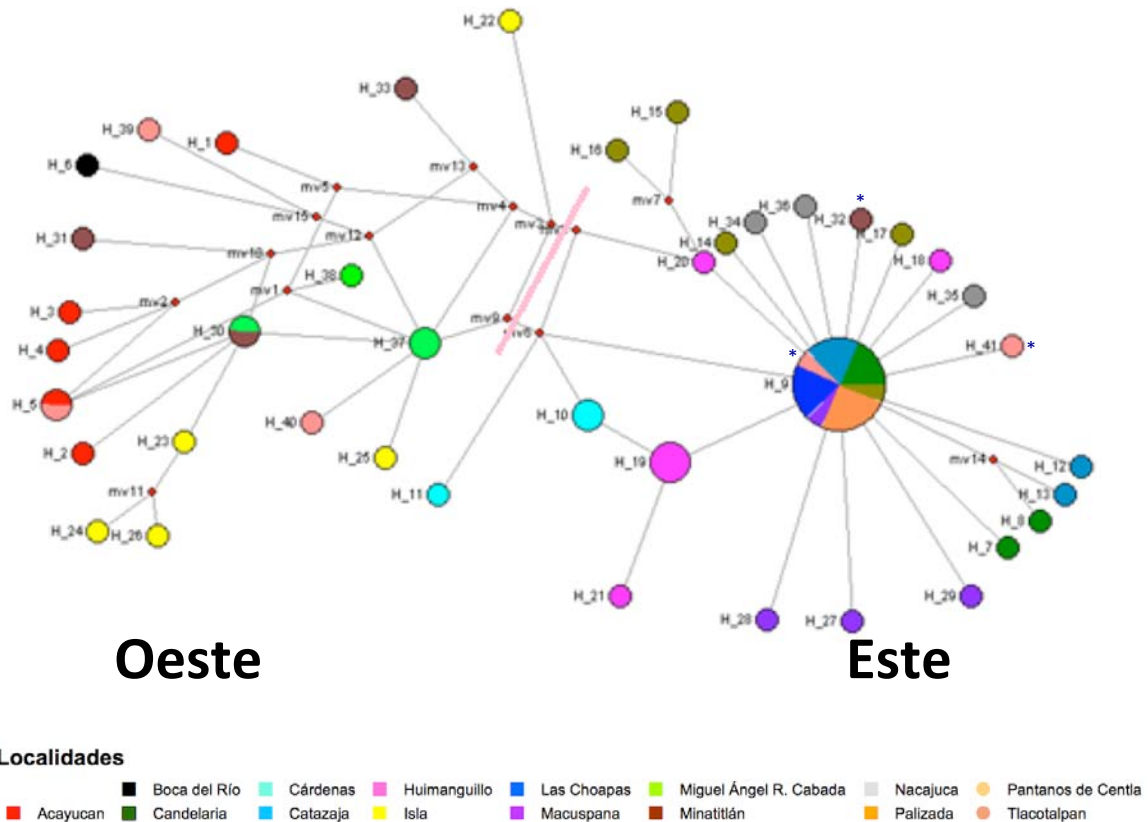 H_22
H_33
H_15
H_39
H_1
H_16
H_6
mv13
mv5
mv7
H_36
*
mv4
H_32
mv15
H_34
mv3
H_17
mv12
H_14
H_31
mv10
H_20
H_18
H_38
mv1
H_35
mv2
H_3
mv9
H_30
mv6
H_37
H_41 *
H_4
*
H_9
H_5
H_10
H_40
H_23
H_2
H_25
H_19
mv14
H_12
mv11
H_11
H_13
H_8
H_24
H_26
H_7
H_21
H_29
H_28
H_27
Oeste Este
Localidades
Boca del Río Cárdenas Huimanguillo Las Choapas Miguel Ángel R. Cabada Nacajuca Pantanos de Centla
Acayucan Candelaria Catazaja Isla Macuspana Minatitlán Palizada Tlacotalpan